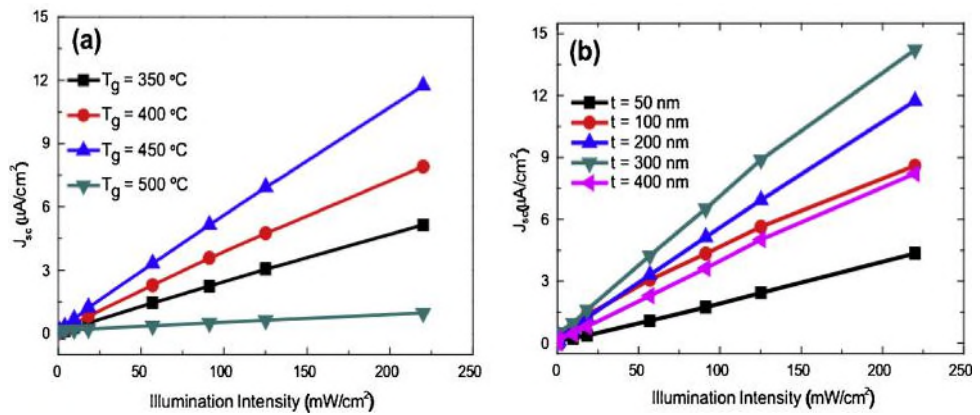 (a)
T_g = 350 °C
T_g = 400 °C
T_g = 450 °C
T_g = 500 °C
15
12
9
6
3
0
J_sc (µA/cm²)
0 50 100 150 200 250
Illumination Intensity (mW/cm²)
(b)
t = 50 nm
t = 100 nm
t = 200 nm
t = 300 nm
t = 400 nm
15
12
9
6
3
0
J_sc(µA/cm²)
0 50 100 150 200 250
Illumination Intensity (mW/cm²)